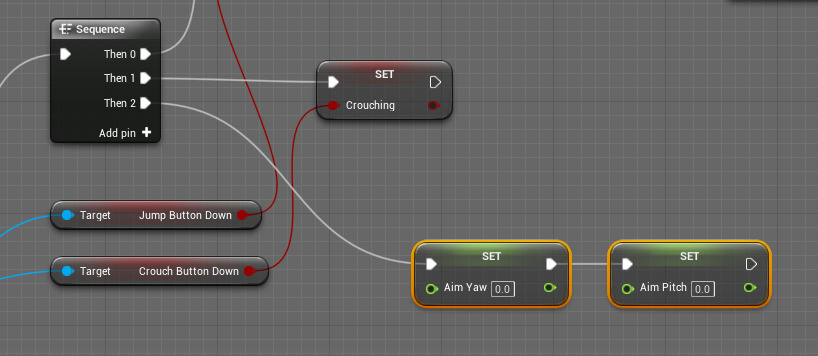 Sequence
Then 0
Then 1
Then 2
Add pin
SET
Crouching
Target Jump Button Down
Target Crouch Button Down
SET
Aim Yaw 0.0
SET
Aim Pitch 0.0